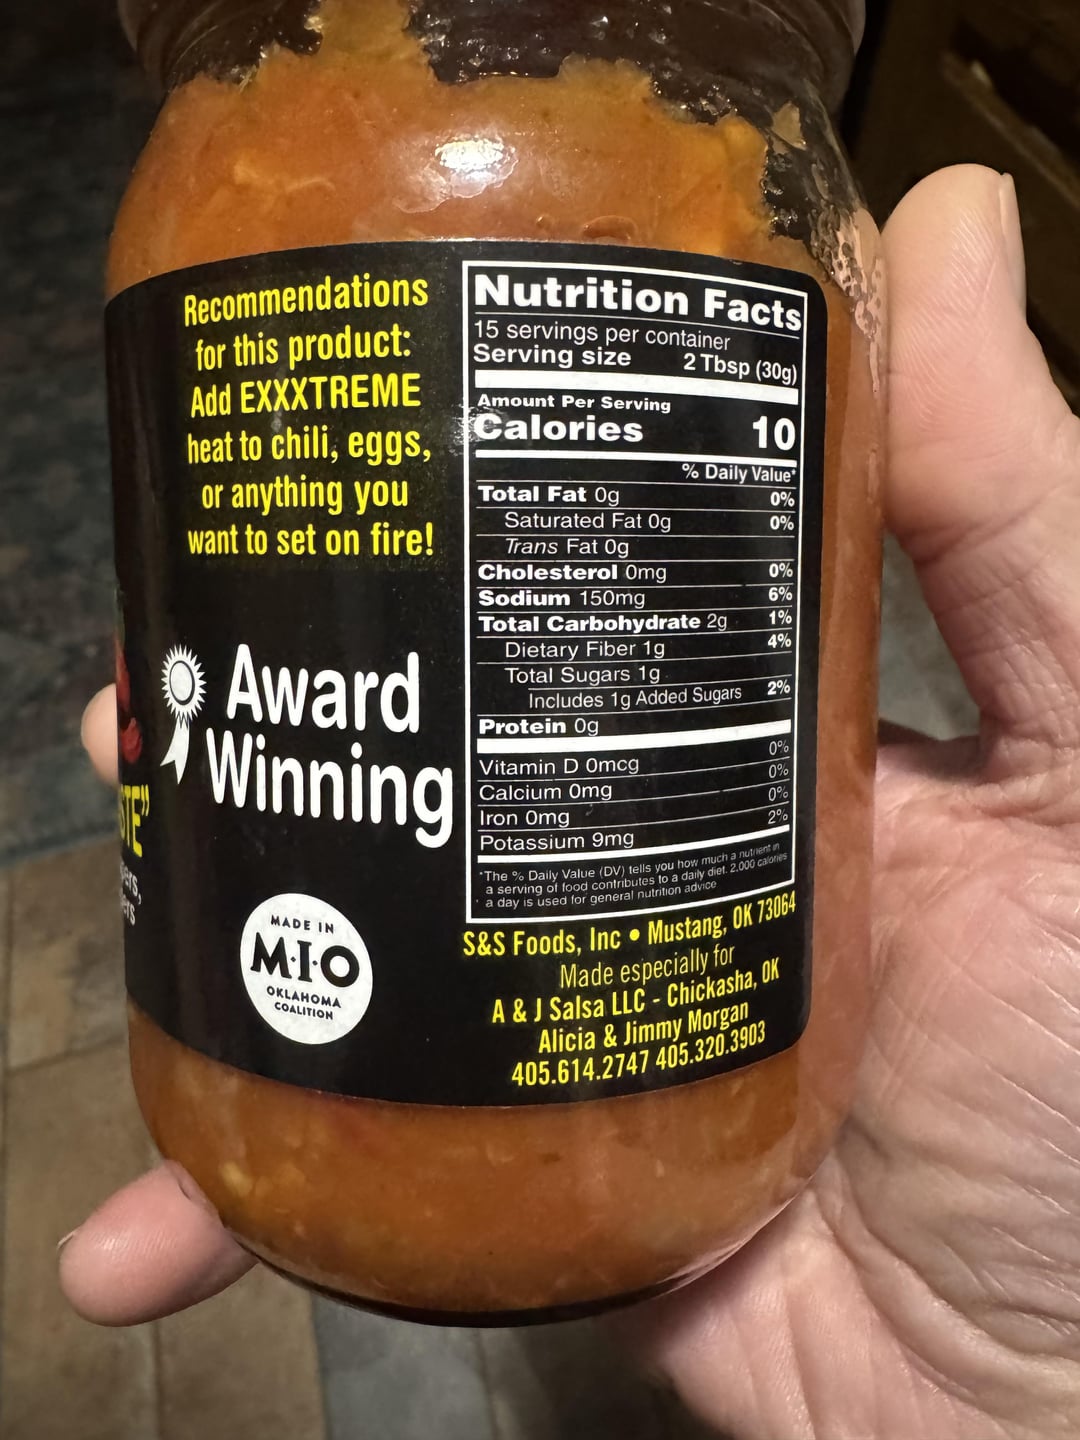 Recommendations
for this product:
Add EXXXTREME
heat to chili, eggs,
or anything you
want to set on fire!
Award
Winning
MADE IN
M·I·O
OKLAHOMA
COALITION
Nutrition Facts
15 servings per container
Serving size 2 Tbsp (30g)
Amount Per Serving
Calories 10
% Daily Value*
Total Fat 0g 0%
Saturated Fat 0g 0%
Trans Fat 0g
Cholesterol 0mg 0%
Sodium 150mg 6%
Total Carbohydrate 2g 1%
Dietary Fiber 1g 4%
Total Sugars 1g
Includes 1g Added Sugars 2%
Protein 0g
Vitamin D 0mcg 0%
Calcium 0mg 0%
Iron 0mg 0%
Potassium 9mg 2%
*The % Daily Value (DV) tells you how much a nutrient in
a serving of food contributes to a daily diet. 2,000 calories
a day is used for general nutrition advice
S&S Foods, Inc • Mustang, OK 73064
Made especially for
A & J Salsa LLC - Chickasha, OK
Alicia & Jimmy Morgan
405.614.2747 405.320.3903